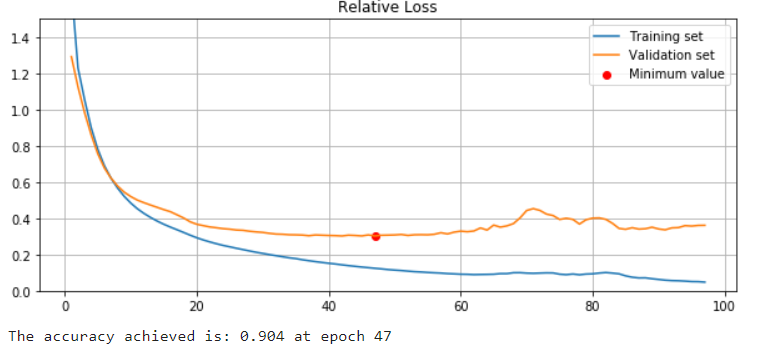 Relative Loss
1.4
1.2
1.0
0.8
0.6
0.4
0.2
0.0
Training set
Validation set
Minimum value
0 20 40 60 80 100
The accuracy achieved is: 0.904 at epoch 47